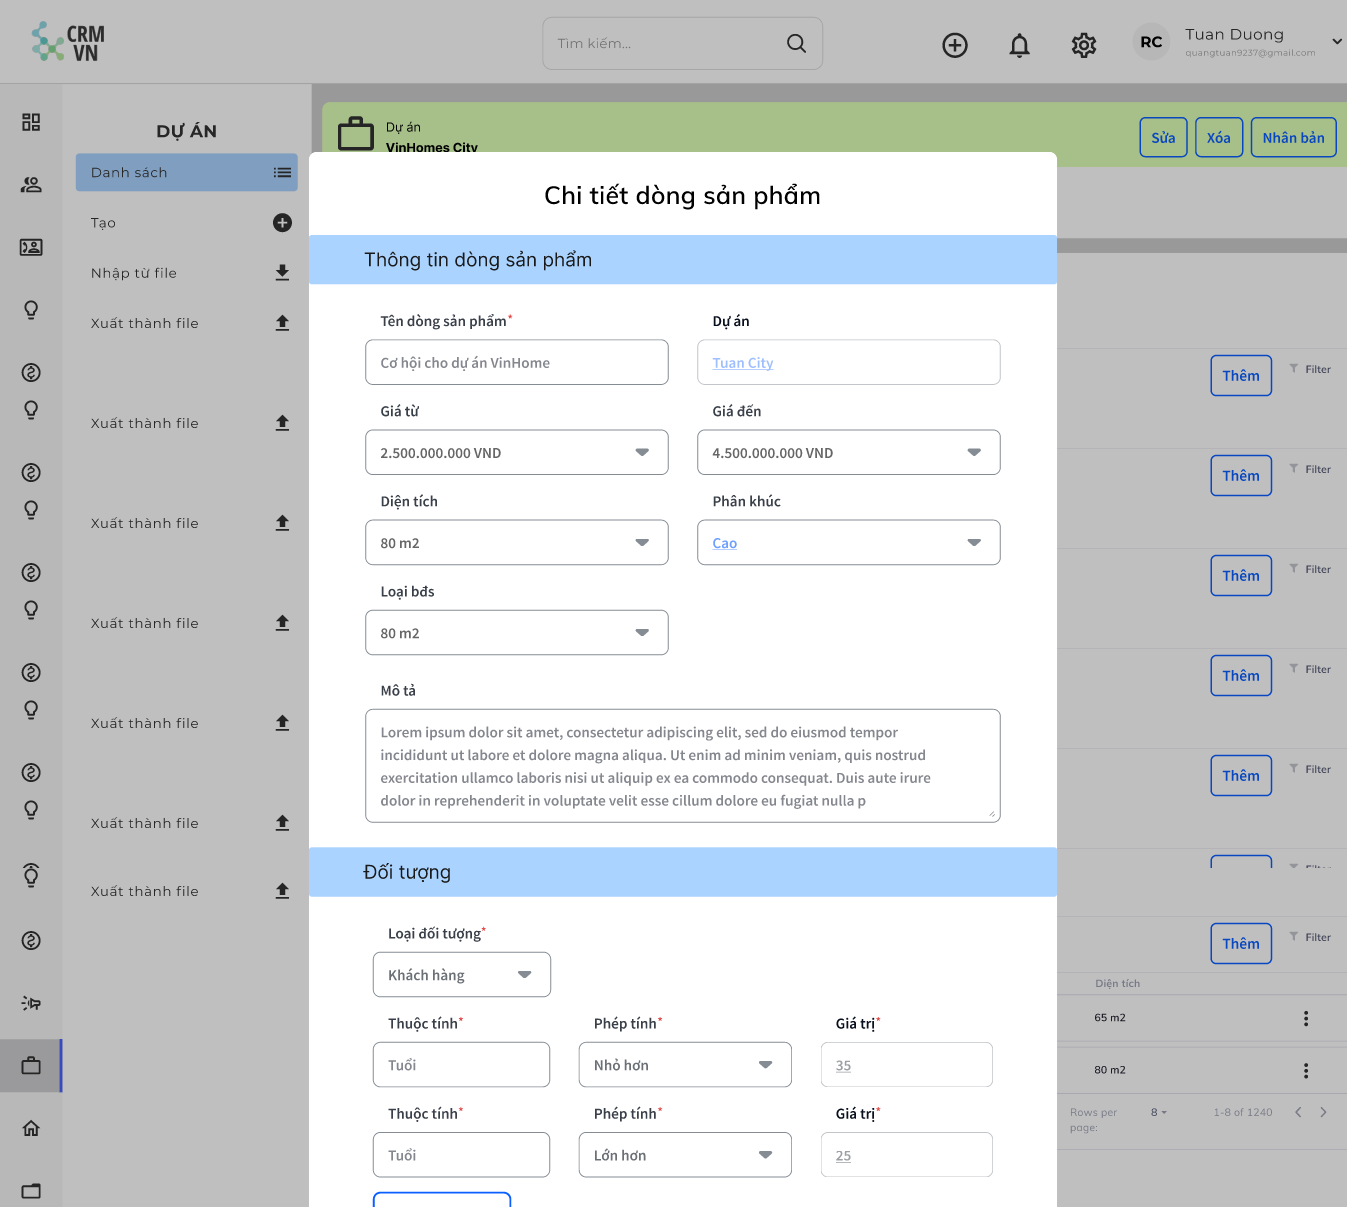 CRM
VN
Tìm kiếm...
RC
Tuan Duong
quangtuan9237@gmail.com
DỰ ÁN
Danh sách
Tạo
Nhập từ file
Xuất thành file
Xuất thành file
Xuất thành file
Xuất thành file
Xuất thành file
Xuất thành file
Xuất thành file
Dự án
VinHomes City
Sửa
Xóa
Nhân bản
Chi tiết dòng sản phẩm
Thông tin dòng sản phẩm
Tên dòng sản phẩm*
Dự án
Cơ hội cho dự án VinHome
Tuan City
Giá từ
Giá đến
2.500.000.000 VND
4.500.000.000 VND
Diện tích
Phân khúc
80 m2
Cao
Loại bđs
80 m2
Mô tả
Lorem ipsum dolor sit amet, consectetur adipiscing elit, sed do eiusmod tempor
incididunt ut labore et dolore magna aliqua. Ut enim ad minim veniam, quis nostrud
exercitation ullamco laboris nisi ut aliquip ex ea commodo consequat. Duis aute irure
dolor in reprehenderit in voluptate velit esse cillum dolore eu fugiat nulla p
Đối tượng
Loại đối tượng*
Khách hàng
Thuộc tính*
Phép tính*
Giá trị*
Tuổi
Nhỏ hơn
35
Thuộc tính*
Phép tính*
Giá trị*
Tuổi
Lớn hơn
25
Thêm
Filter
Thêm
Filter
Thêm
Filter
Thêm
Filter
Thêm
Filter
Filter
Thêm
Filter
Diện tích
65 m2
80 m2
Rows per
page:
8
1-8 of 1240